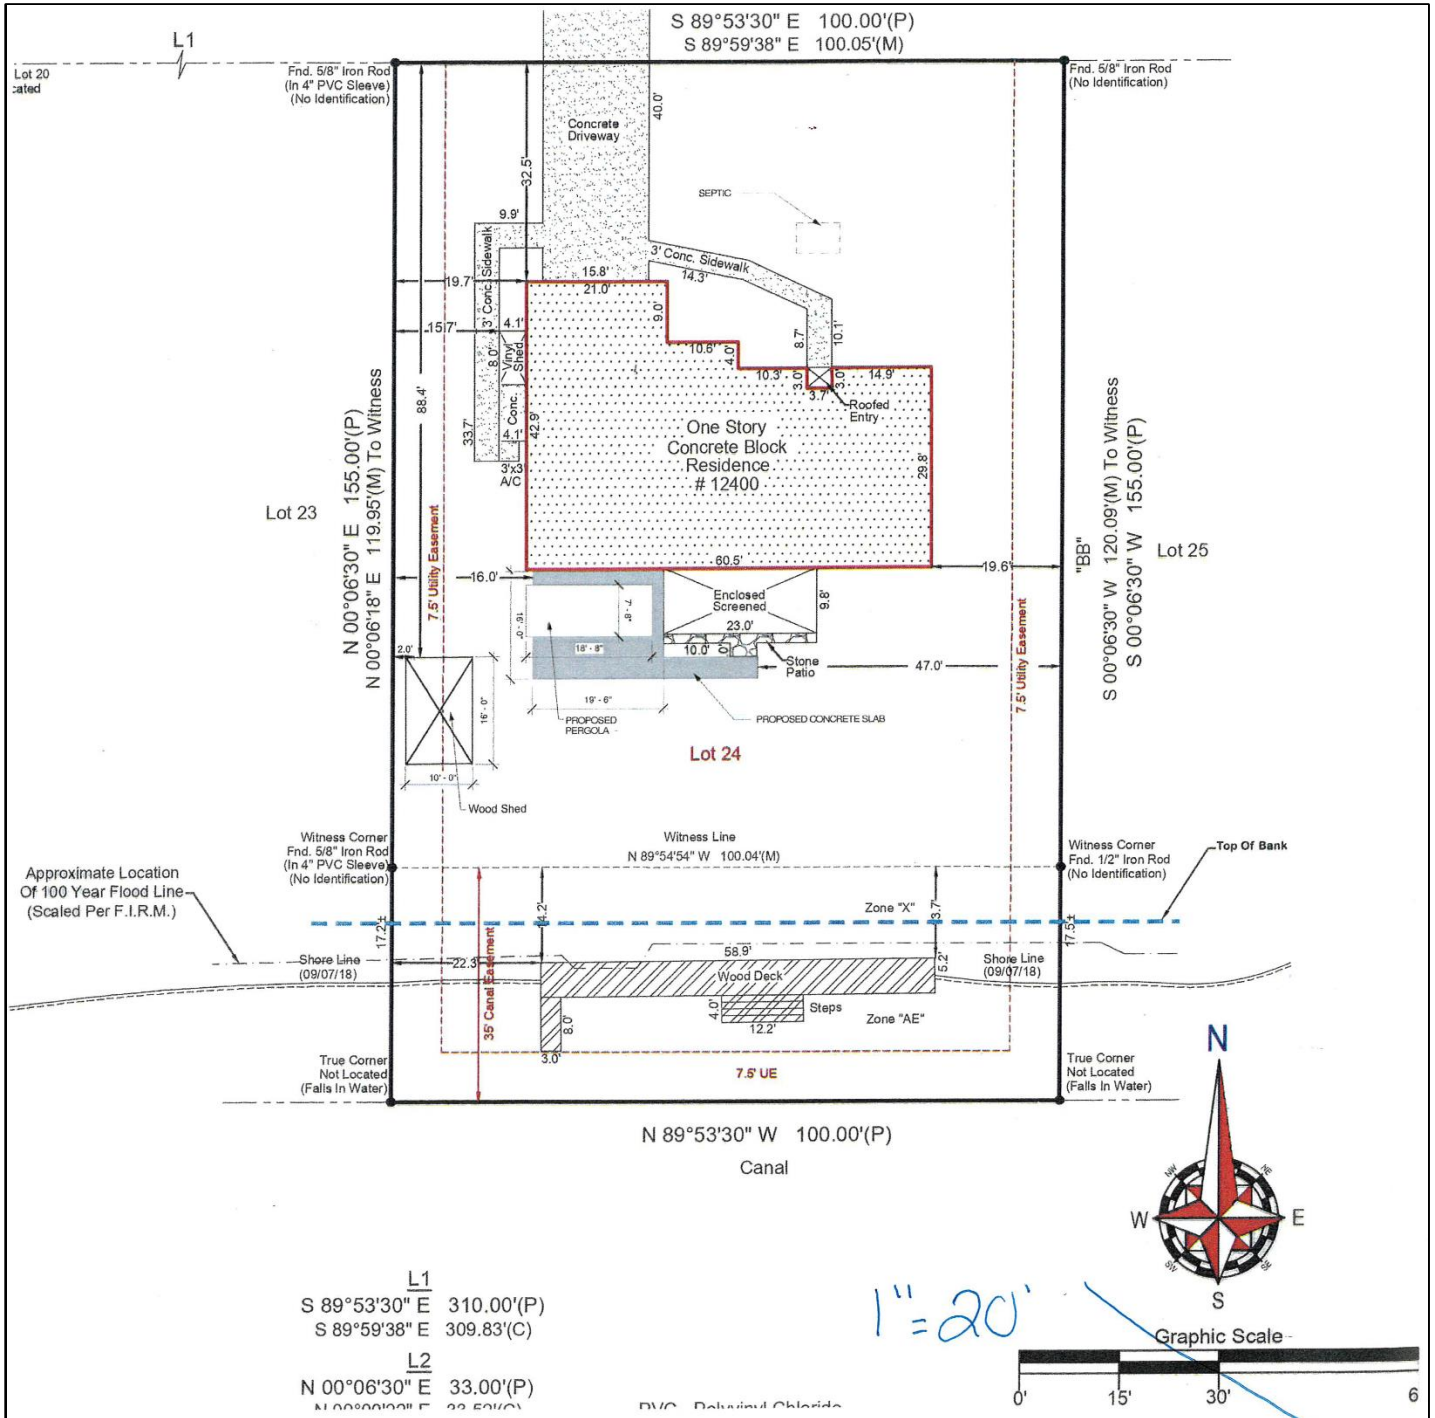 S 89°53'30" E 100.00'(P)
S 89°59'38" E 100.05'(M)
L1
Lot 20
cated
Fnd. 5/8" Iron Rod
(In 4" PVC Sleeve)
(No Identification)
Fnd. 5/8" Iron Rod
(No Identification)
40.0'
Concrete
Driveway
32.5'
SEPTIC
9.9'
3' Conc. Sidewalk
14.3'
3' Conc. Sidewalk
19.7'
15.8'
21.0'
9.0'
8.7'
10.1'
15.7'
4.1'
8.0'
Vinyl
Shed
10.6'
4.0'
10.3'
3.0'
3.0'
3.7'
14.9'
Roofed
Entry
88.4'
33.7'
Conc.
4.1'
42.9'
3'x3'
A/C
One Story
Concrete Block
Residence
# 12400
29.8'
60.5'
19.6'
Lot 23
N 00°06'30" E 155.00'(P)
N 00°06'18" E 119.95'(M) To Witness
7.5' Utility Easement
"BB"
S 00°06'30" W 120.09'(M) To Witness
S 00°06'30" W 155.00'(P)
Lot 25
7.5' Utility Easement
16.0'
16'- 0"
7'- 6"
Enclosed
Screened
9.8'
23.0'
18' - 8"
10.0'
Stone
Patio
47.0'
2.0'
19' - 6"
PROPOSED
PERGOLA
PROPOSED CONCRETE SLAB
16' - 0"
10' - 0"
Wood Shed
Lot 24
Witness Corner
Fnd. 5/8" Iron Rod
(In 4" PVC Sleeve)
(No Identification)
Witness Line
N 89°54'54" W 100.04'(M)
Witness Corner
Fnd. 1/2" Iron Rod
(No Identification)
Top Of Bank
Approximate Location
Of 100 Year Flood Line
(Scaled Per F.I.R.M.)
17.2'±
Zone "X"
17.5'±
Shore Line
(09/07/18)
22.3'
35' Canal Easement
58.9'
Wood Deck
5.2'
Shore Line
(09/07/18)
8.0'
3.0'
4.0'
Steps
12.2'
Zone "AE"
7.5' UE
True Corner
Not Located
(Falls In Water)
True Corner
Not Located
(Falls In Water)
N 89°53'30" W 100.00'(P)
Canal
N
NW
NE
W
E
SW
SE
S
L1
S 89°53'30" E 310.00'(P)
S 89°59'38" E 309.83'(C)
L2
N 00°06'30" E 33.00'(P)
PVC - Polyvinyl Chloride
1"=20'
Graphic Scale
0' 15' 30' 6